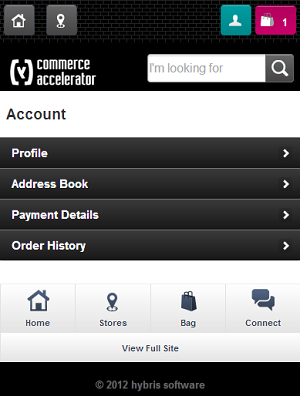 1
commerce
accelerator
I'm looking for
Account
Profile
Address Book
Payment Details
Order History
Home
Stores
Bag
Connect
View Full Site
© 2012 hybris software